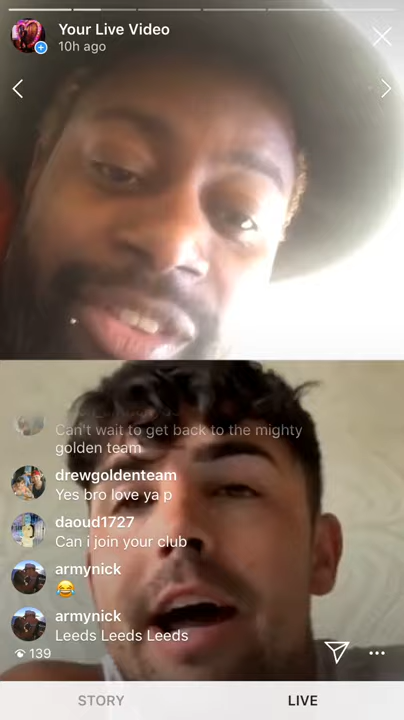 Your Live Video
10h ago
Can't wait to get back to the mighty
golden team
drewgoldenteam
Yes bro love ya p
daoud1727
Can i join your club
armynick
😂
armynick
Leeds Leeds Leeds
139
STORY
LIVE